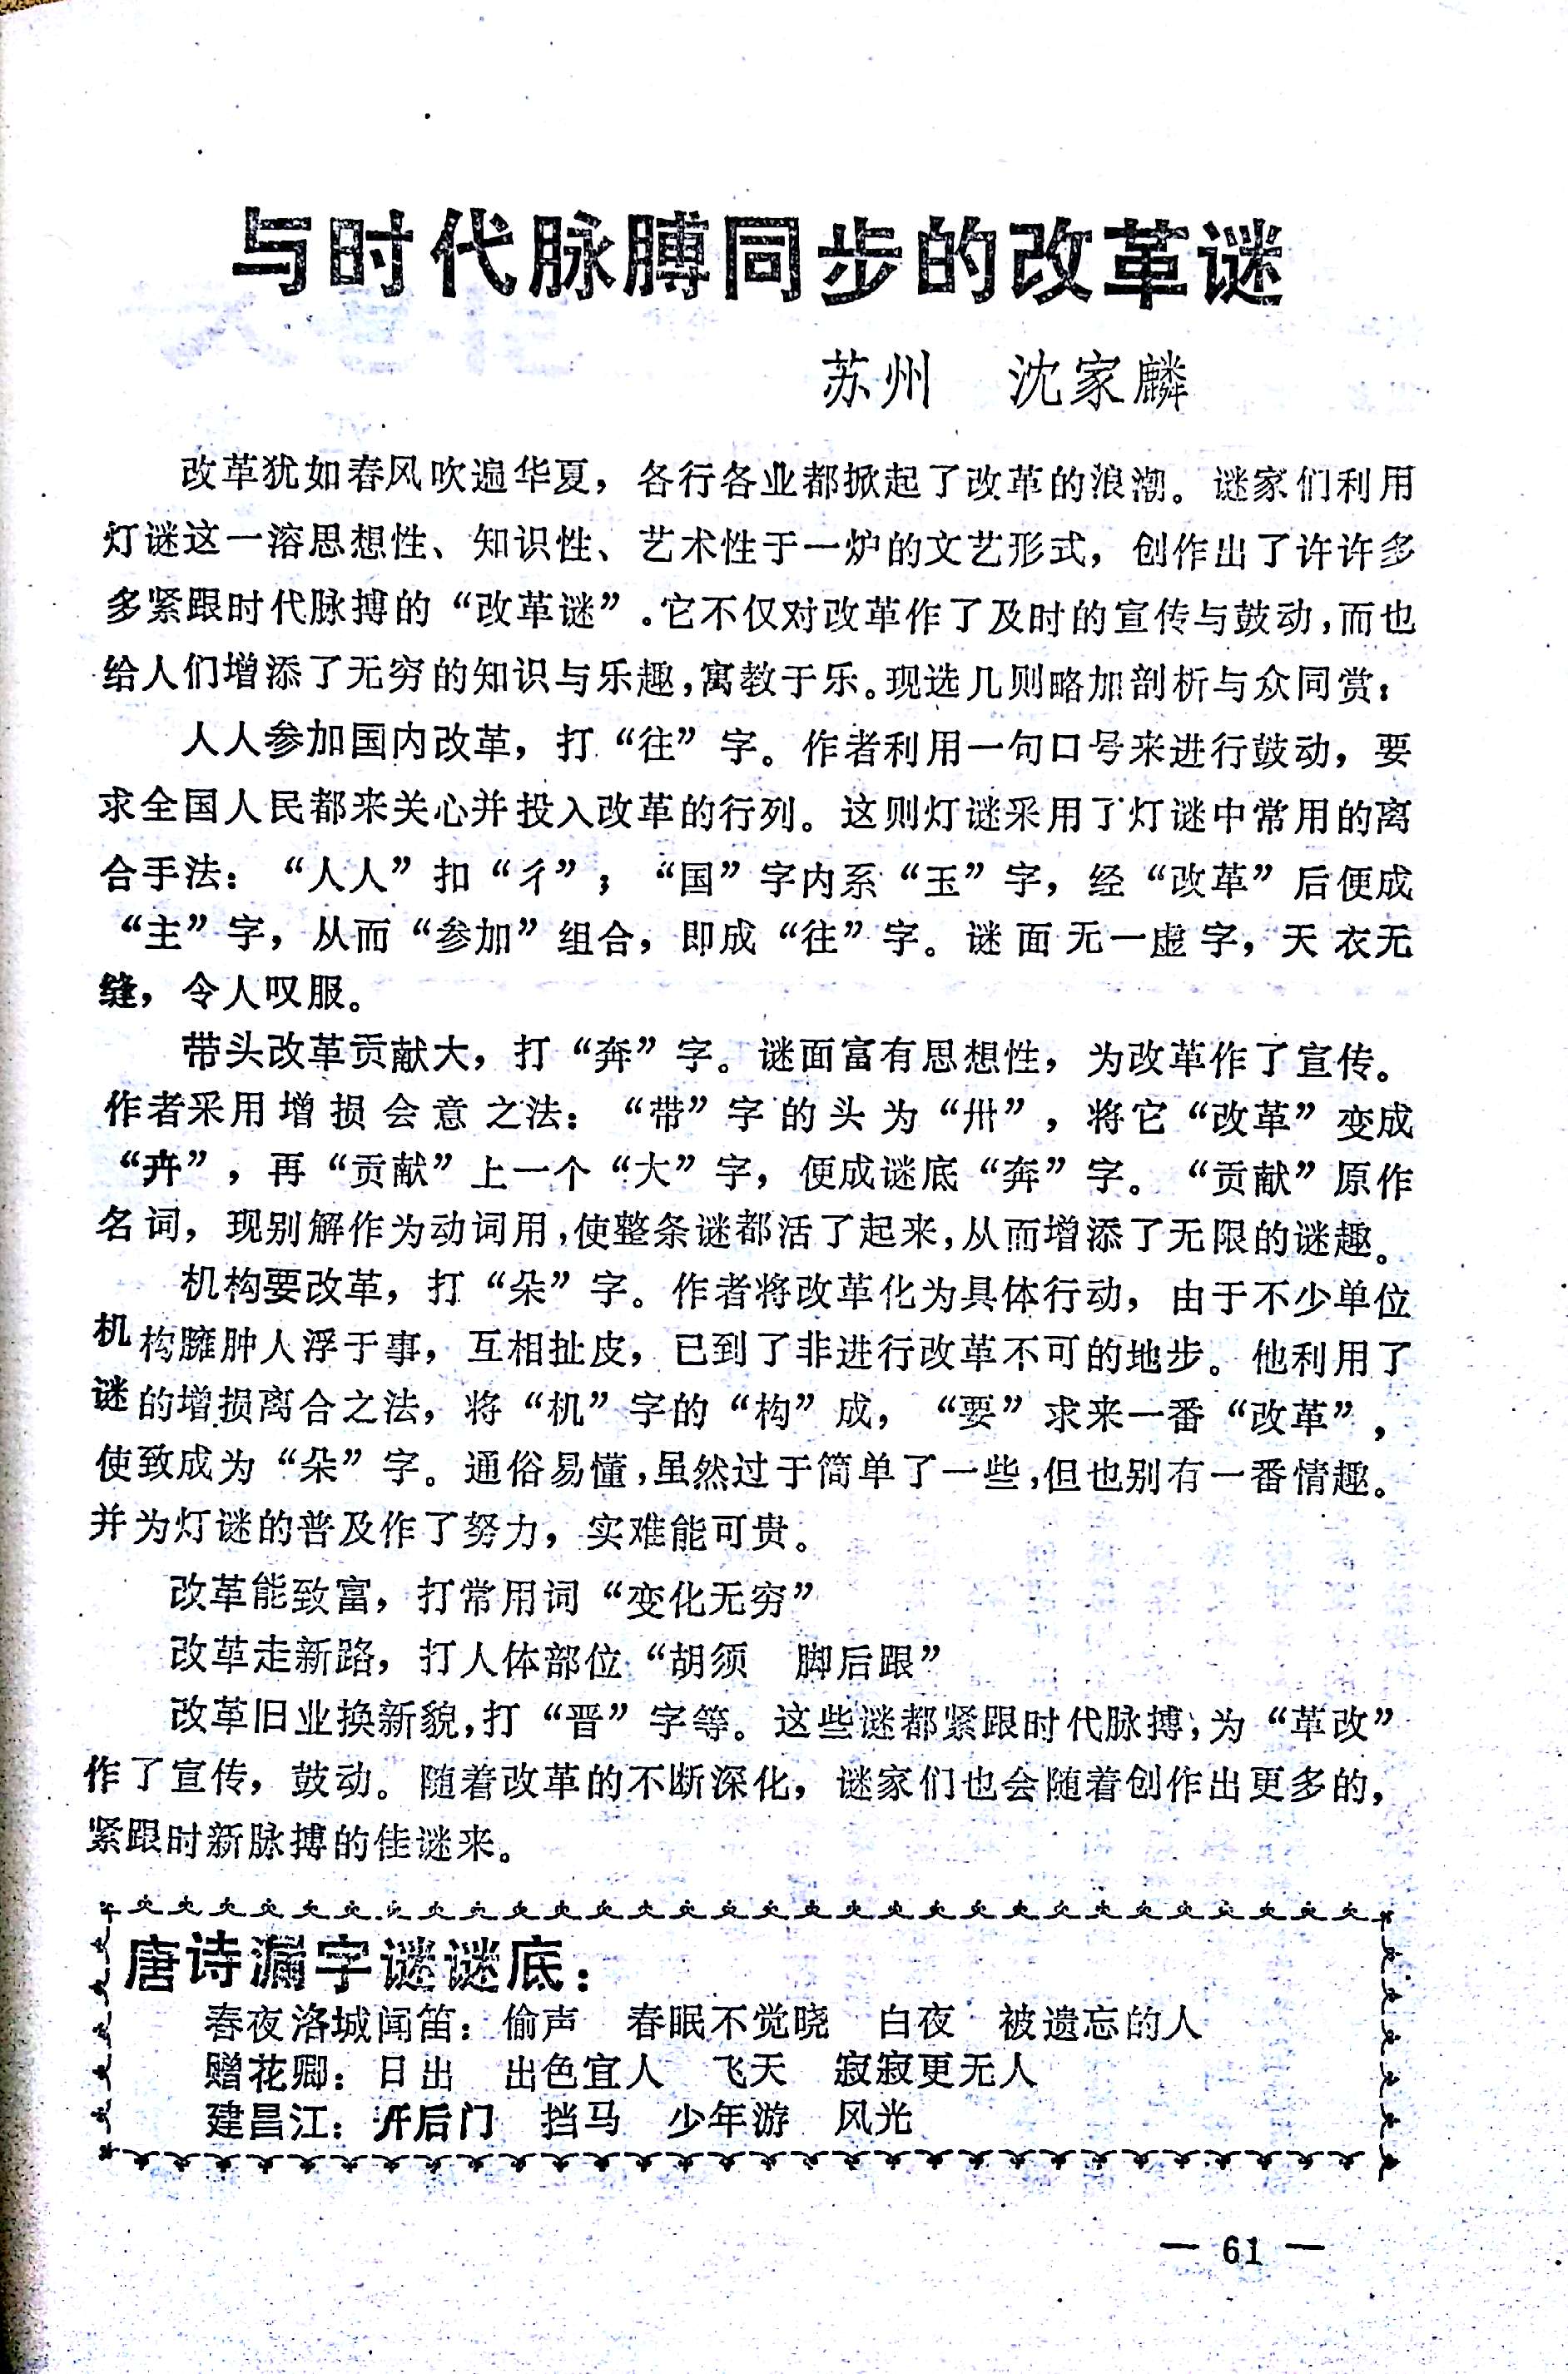 与时代脉膊同步的改革谜
苏州　沈家麟
改革犹如春风吹遍华夏，各行各业都掀起了改革的浪潮。谜家们利用
灯谜这一溶思想性、知识性、艺术性于一炉的文艺形式，创作出了许许多
多紧跟时代脉搏的“改革谜”。它不仅对改革作了及时的宣传与鼓动，而也
给人们增添了无穷的知识与乐趣，寓教于乐。现选几则略加剖析与众同赏：
人人参加国内改革，打“往”字。作者利用一句口号来进行鼓动，要
求全国人民都来关心并投入改革的行列。这则灯谜采用了灯谜中常用的离
合手法：“人人”扣“彳”；“国”字内系“玉”字，经“改革”后便成
“主”字，从而“参加”组合，即成“往”字。谜面无一虚字，天衣无
缝，令人叹服。
带头改革贡献大，打“奔”字。谜面富有思想性，为改革作了宣传。
作者采用增损会意之法：“带”字的头为“卅”，将它“改革”变成
“卉”，再“贡献”上一个“大”字，便成谜底“奔”字。“贡献”原作
名词，现别解作为动词用，使整条谜都活了起来，从而增添了无限的谜趣。
机构要改革，打“朵”字。作者将改革化为具体行动，由于不少单位
机构臃肿人浮于事，互相扯皮，已到了非进行改革不可的地步。他利用了
谜的增损离合之法，将“机”字的“构”成，“要”求来一番“改革”，
使致成为“朵”字。通俗易懂，虽然过于简单了一些，但也别有一番情趣。
并为灯谜的普及作了努力，实难能可贵。
改革能致富，打常用词“变化无穷”
改革走新路，打人体部位“胡须　脚后跟”
改革旧业换新貌，打“晋”字等。这些谜都紧跟时代脉搏，为“革改”
作了宣传，鼓动。随着改革的不断深化，谜家们也会随着创作出更多的，
紧跟时新脉搏的佳谜来。
唐诗漏字谜谜底：
春夜洛城闻笛：偷声　春眠不觉晓　白夜　被遗忘的人
赠花卿：日出　出色宜人　飞天　寂寂更无人
建昌江：开后门　挡马　少年游　风光
— 61 —